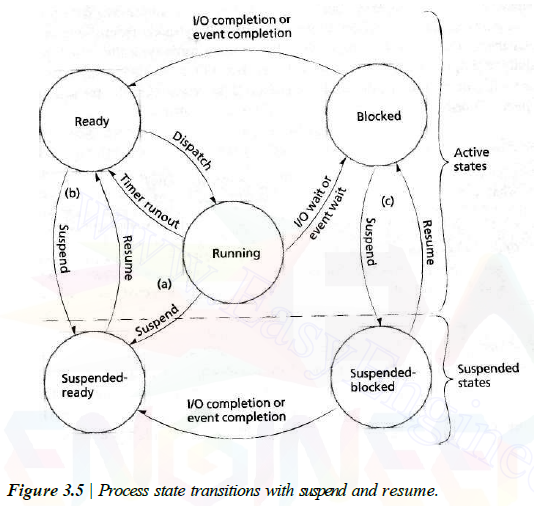 I/O completion or
event completion
Ready
Blocked
Dispatch
Timer runout
I/O wait or
event wait
Active
states
(b)
(c)
Suspend
Resume
Running
Suspend
Resume
(a)
Suspend
Suspended-
ready
Suspended-
blocked
Suspended
states
I/O completion or
event completion
Figure 3.5 | Process state transitions with suspend and resume.